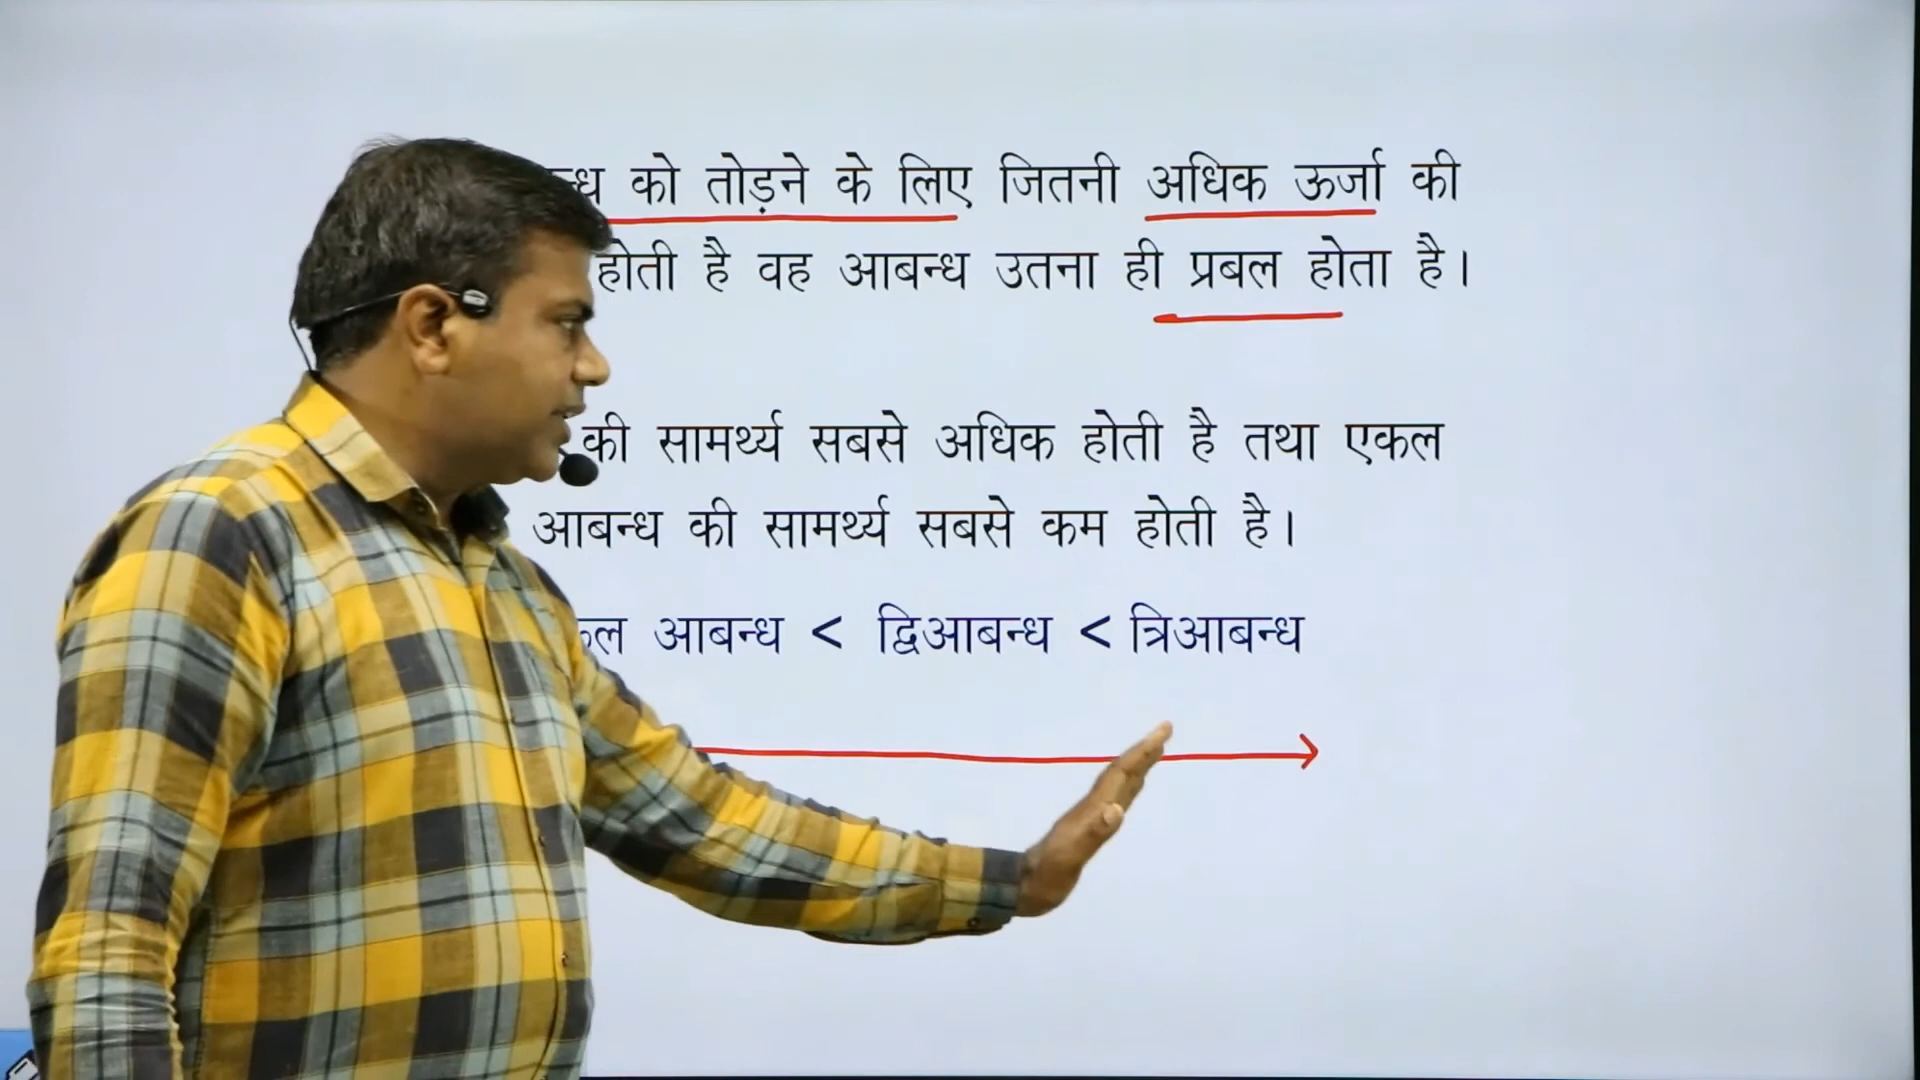 को तोड़ने के लिए जितनी अधिक ऊर्जा की
होती है वह आबन्ध उतना ही प्रबल होता है।
की सामर्थ्य सबसे अधिक होती है तथा एकल
आबन्ध की सामर्थ्य सबसे कम होती है।
आबन्ध < द्विआबन्ध < त्रिआबन्ध